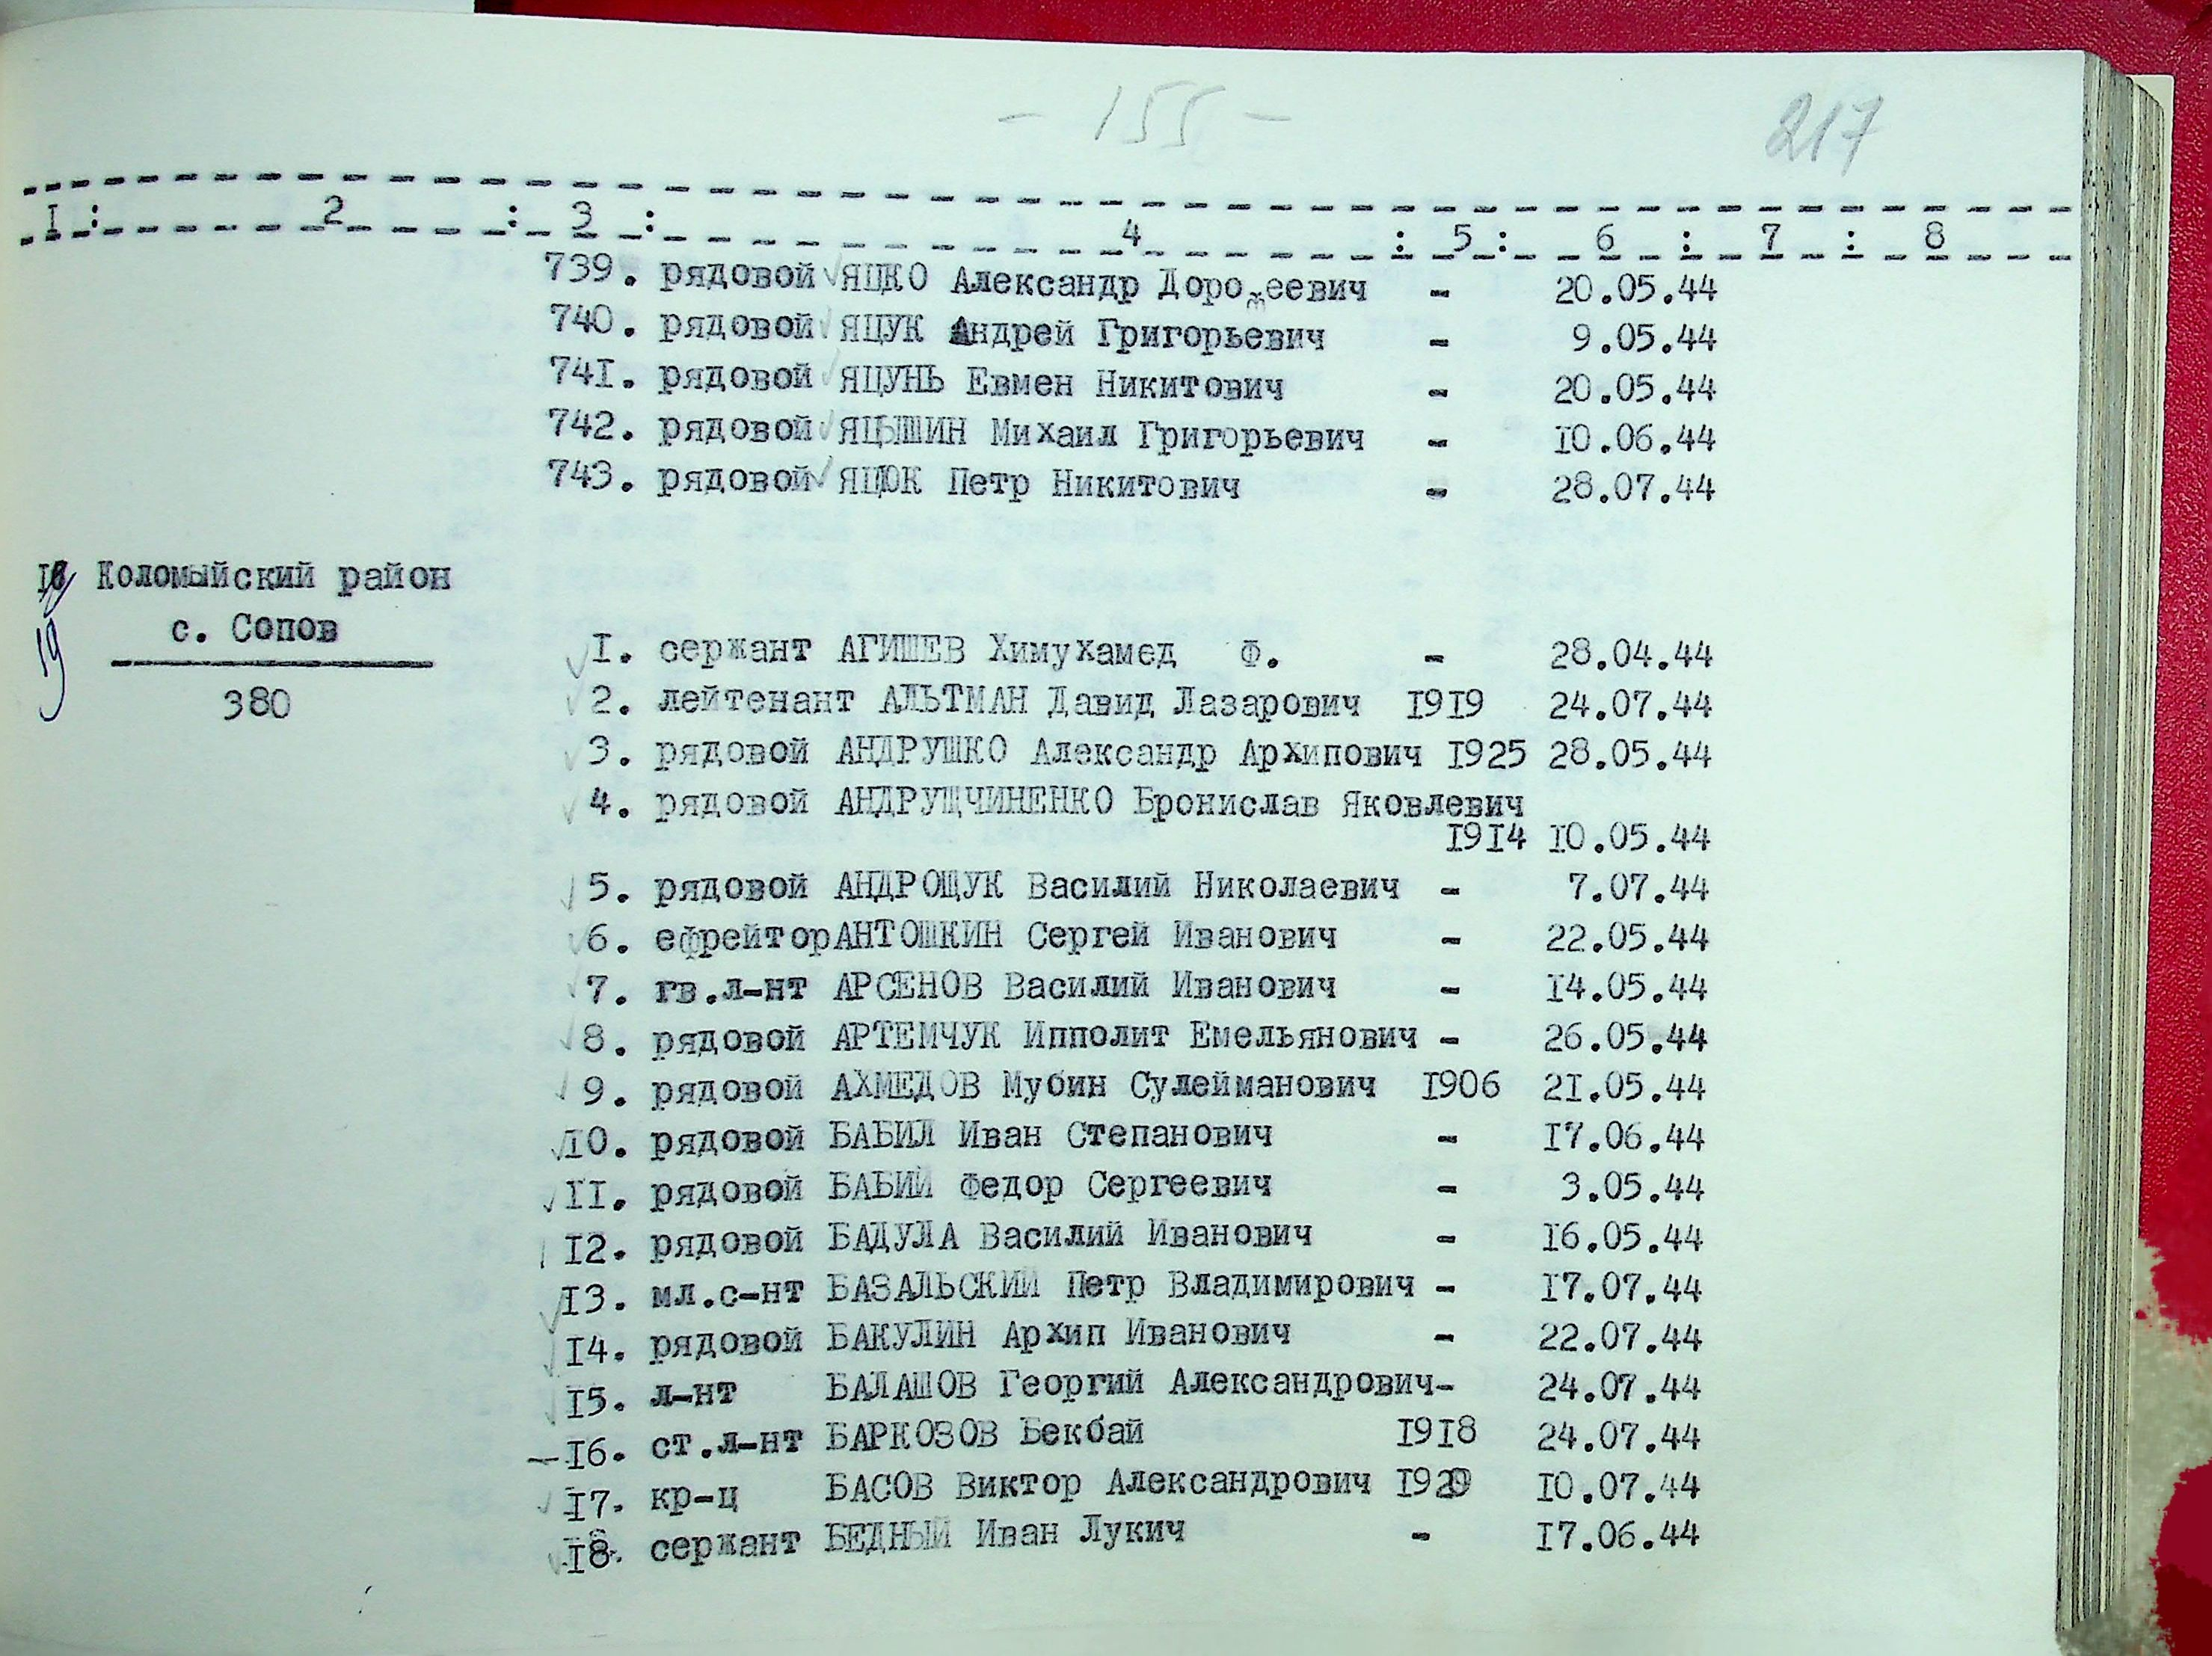 - 155 -
217
I : 2 : 3 : 4 : 5 : 6 : 7 : 8
739. рядовой ЯЦКО Александр Дорофеевич - 20.05.44
740. рядовой ЯЦУК Андрей Григорьевич - 9.05.44
741. рядовой ЯЦУНЬ Евмен Никитович - 20.05.44
742. рядовой ЯЦЫШИН Михаил Григорьевич - 10.06.44
743. рядовой ЯЦЮК Петр Никитович - 28.07.44
19 Коломыйский район
с. Сопов
380
1. сержант АГИШЕВ Химухамед Ф. - 28.04.44
2. лейтенант АЛЬТМАН Давид Лазарович 1919 24.07.44
3. рядовой АНДРУШКО Александр Архипович 1925 28.05.44
4. рядовой АНДРУЩЧИНЕНКО Бронислав Яковлевич
1914 10.05.44
5. рядовой АНДРОЩУК Василий Николаевич - 7.07.44
6. ефрейтор АНТОШКИН Сергей Иванович - 22.05.44
7. гв.л-нт АРСЕНОВ Василий Иванович - 14.05.44
8. рядовой АРТЕМЧУК Ипполит Емельянович - 26.05.44
9. рядовой АХМЕДОВ Мубин Сулейманович 1906 21.05.44
10. рядовой БАБИЛ Иван Степанович - 17.06.44
11. рядовой БАБИЙ Федор Сергеевич - 3.05.44
12. рядовой БАДУЛА Василий Иванович - 16.05.44
13. мл.с-нт БАЗАЛЬСКИЙ Петр Владимирович - 17.07.44
14. рядовой БАКУЛИН Архип Иванович - 22.07.44
15. л-нт БАЛАШОВ Георгий Александрович - 24.07.44
16. ст.л-нт БАРКОЗОВ Бекбай 1918 24.07.44
17. кр-ц БАСОВ Виктор Александрович 10.07.44
18. сержант БЕДНЫЙ Иван Лукич - 17.06.44